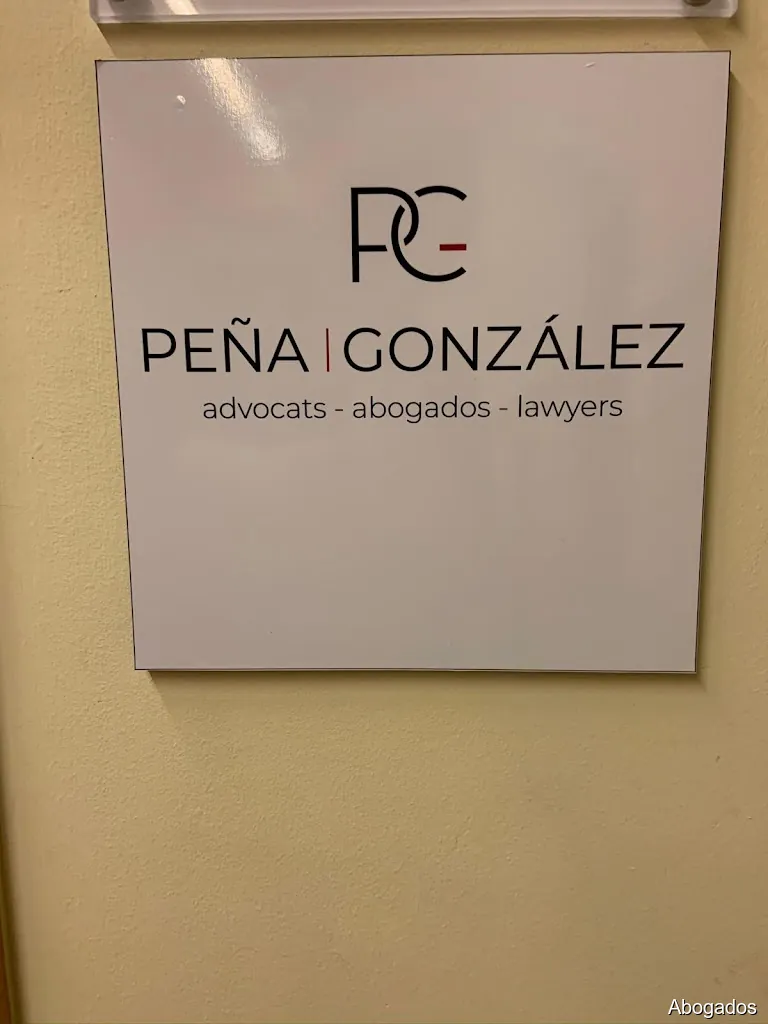 PG
PEÑA | GONZÁLEZ
advocats - abogados - lawyers
Abogados